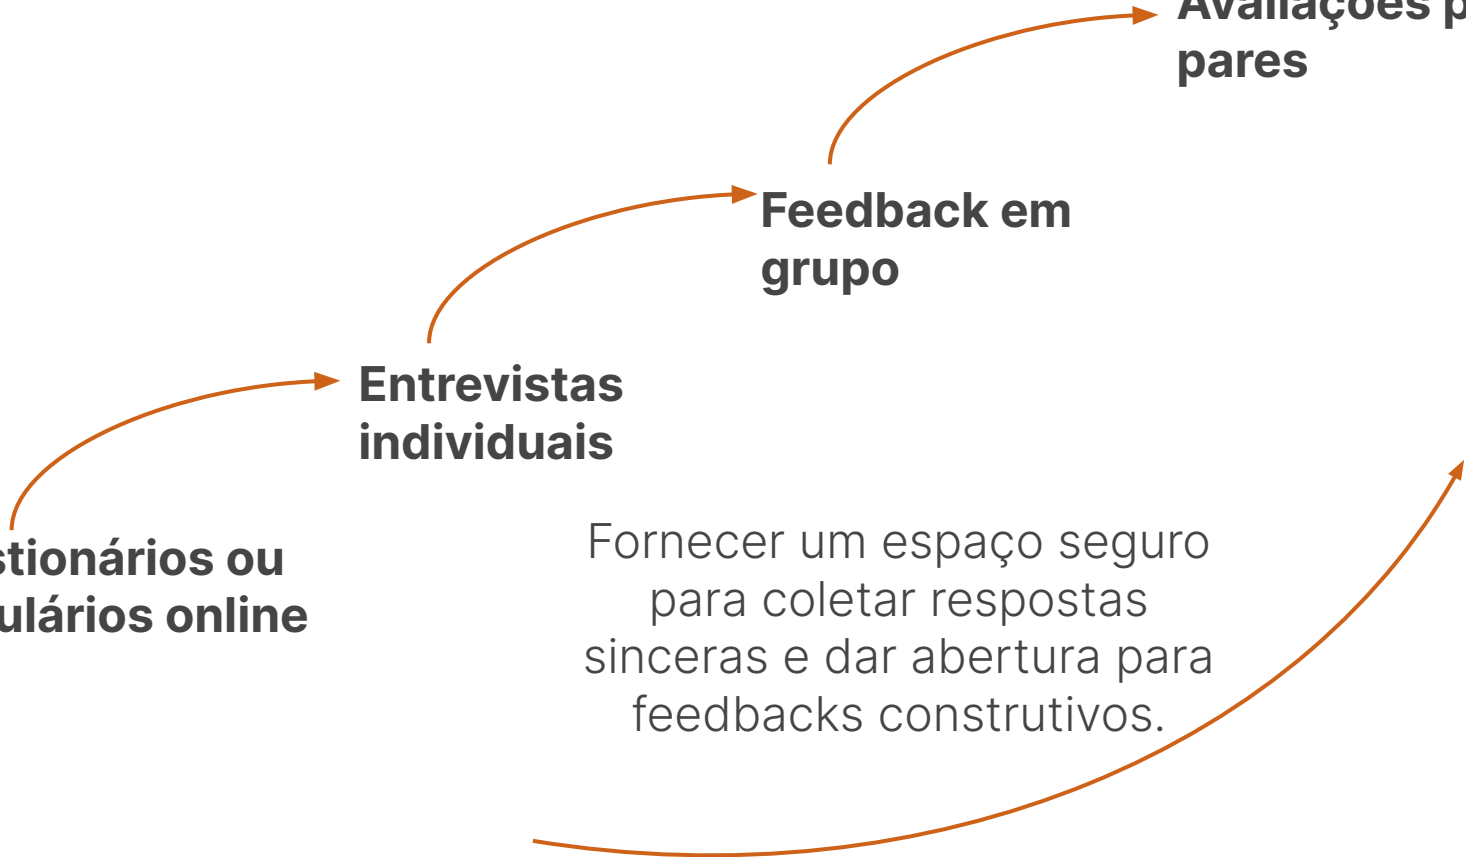 Avaliações p
pares
Feedback em
grupo
Entrevistas
individuais
stionários ou
ulários online
Fornecer um espaço seguro
para coletar respostas
sinceras e dar abertura para
feedbacks construtivos.